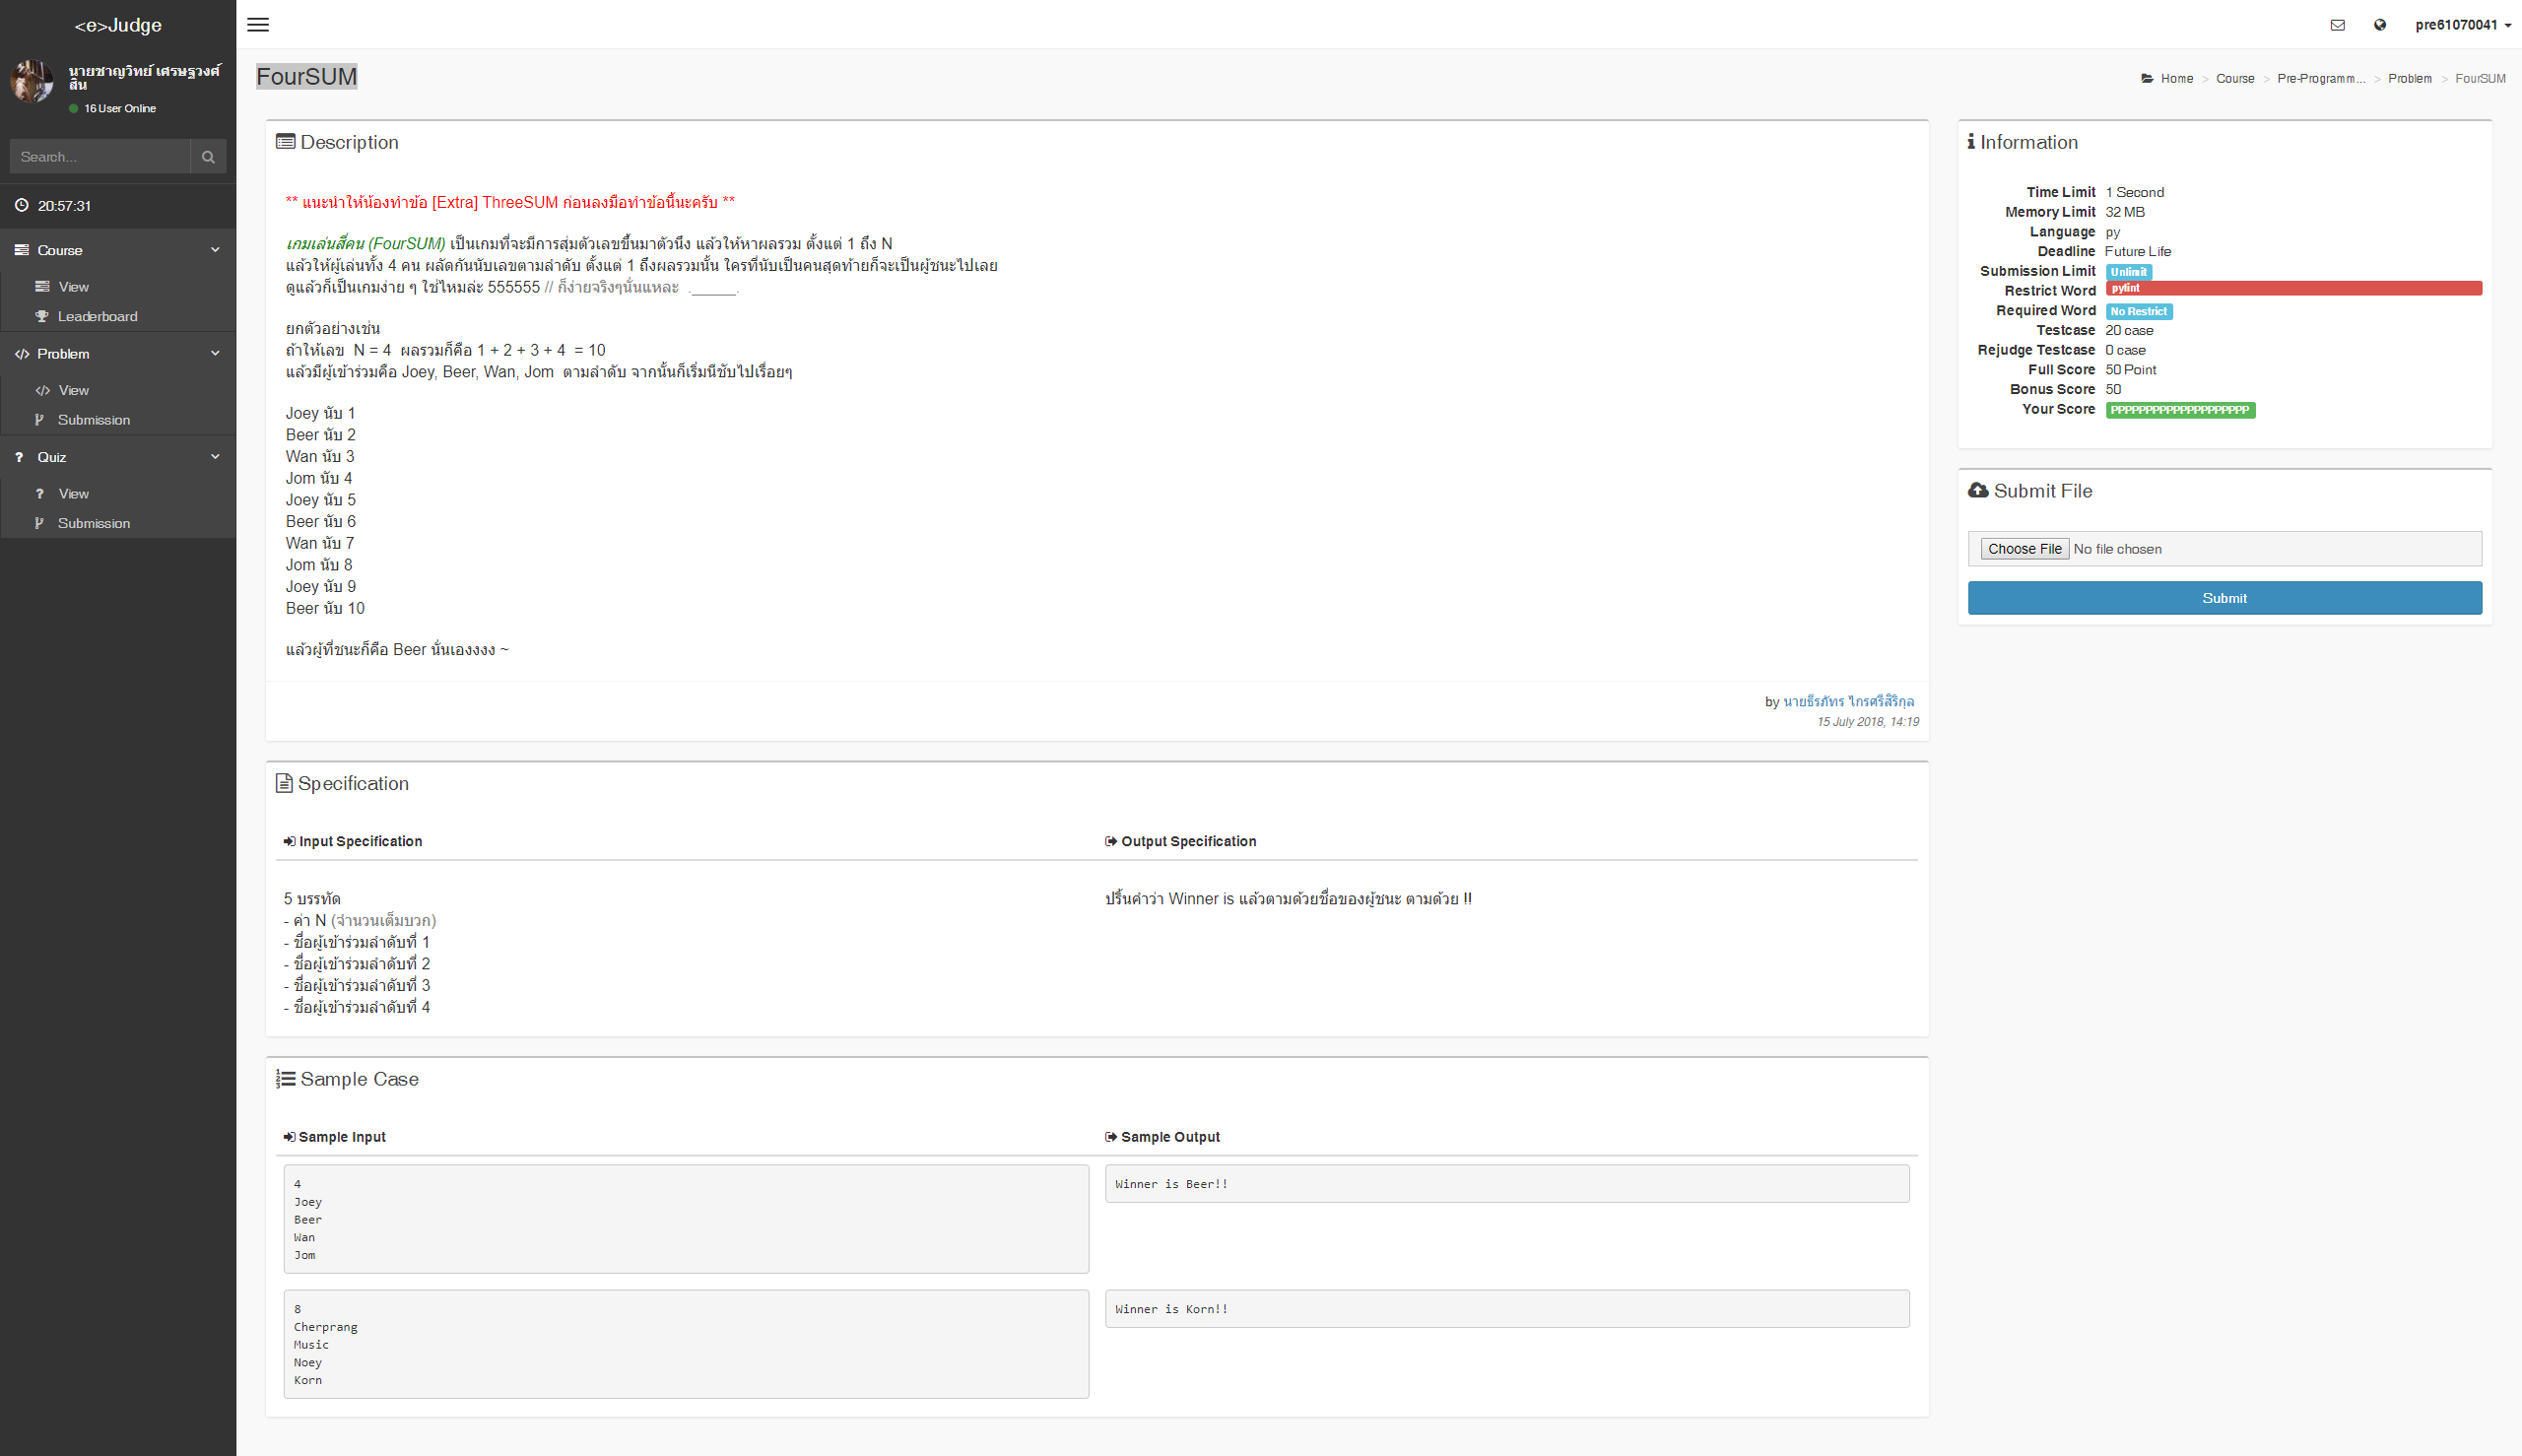 <e>Judge
นายชาญวิทย์ เศรษฐวงศ์
สิน
16 User Online
Search...
20:57:31
Course
View
Leaderboard
Problem
View
Submission
Quiz
View
Submission
pre61070041
FourSUM
Home > Course > Pre-Programm... > Problem > FourSUM
Description
** แนะนำให้น้องทำข้อ [Extra] ThreeSUM ก่อนลงมือทำข้อนี้นะครับ **
เกมเล่นสี่คน (FourSUM) เป็นเกมที่จะมีการสุ่มตัวเลขขึ้นมาตัวนึง แล้วให้หาผลรวม ตั้งแต่ 1 ถึง N
แล้วให้ผู้เล่นทั้ง 4 คน ผลัดกันนับเลขตามลำดับ ตั้งแต่ 1 ถึงผลรวมนั้น ใครที่นับเป็นคนสุดท้ายก็จะเป็นผู้ชนะไปเลย
ดูแล้วก็เป็นเกมง่าย ๆ ใช่ไหมล่ะ 555555 // ก็ง่ายจริงๆนั่นแหละ ._____.
ยกตัวอย่างเช่น
ถ้าให้เลข N = 4 ผลรวมก็คือ 1 + 2 + 3 + 4 = 10
แล้วมีผู้เข้าร่วมคือ Joey, Beer, Wan, Jom ตามลำดับ จากนั้นก็เริ่มนีชับไปเรื่อยๆ
Joey นับ 1
Beer นับ 2
Wan นับ 3
Jom นับ 4
Joey นับ 5
Beer นับ 6
Wan นับ 7
Jom นับ 8
Joey นับ 9
Beer นับ 10
แล้วผู้ที่ชนะก็คือ Beer นั่นเองงงง ~
by นายธีรภัทร ไกรศรีสิริกุล
15 July 2018, 14:19
Specification
Input Specification
5 บรรทัด
- ค่า N (จำนวนเต็มบวก)
- ชื่อผู้เข้าร่วมลำดับที่ 1
- ชื่อผู้เข้าร่วมลำดับที่ 2
- ชื่อผู้เข้าร่วมลำดับที่ 3
- ชื่อผู้เข้าร่วมลำดับที่ 4
Output Specification
ปริ้นคำว่า Winner is แล้วตามด้วยชื่อของผู้ชนะ ตามด้วย !!
Sample Case
Sample Input
Sample Output
4
Joey
Beer
Wan
Jom
Winner is Beer!!
8
Cherprang
Music
Noey
Korn
Winner is Korn!!
Information
Time Limit 1 Second
Memory Limit 32 MB
Language py
Deadline Future Life
Submission Limit Unlimit
Restrict Word pylint
Required Word No Restrict
Testcase 20 case
Rejudge Testcase 0 case
Full Score 50 Point
Bonus Score 50
Your Score PPPPPPPPPPPPPPPPPPPP
Submit File
Choose File No file chosen
Submit